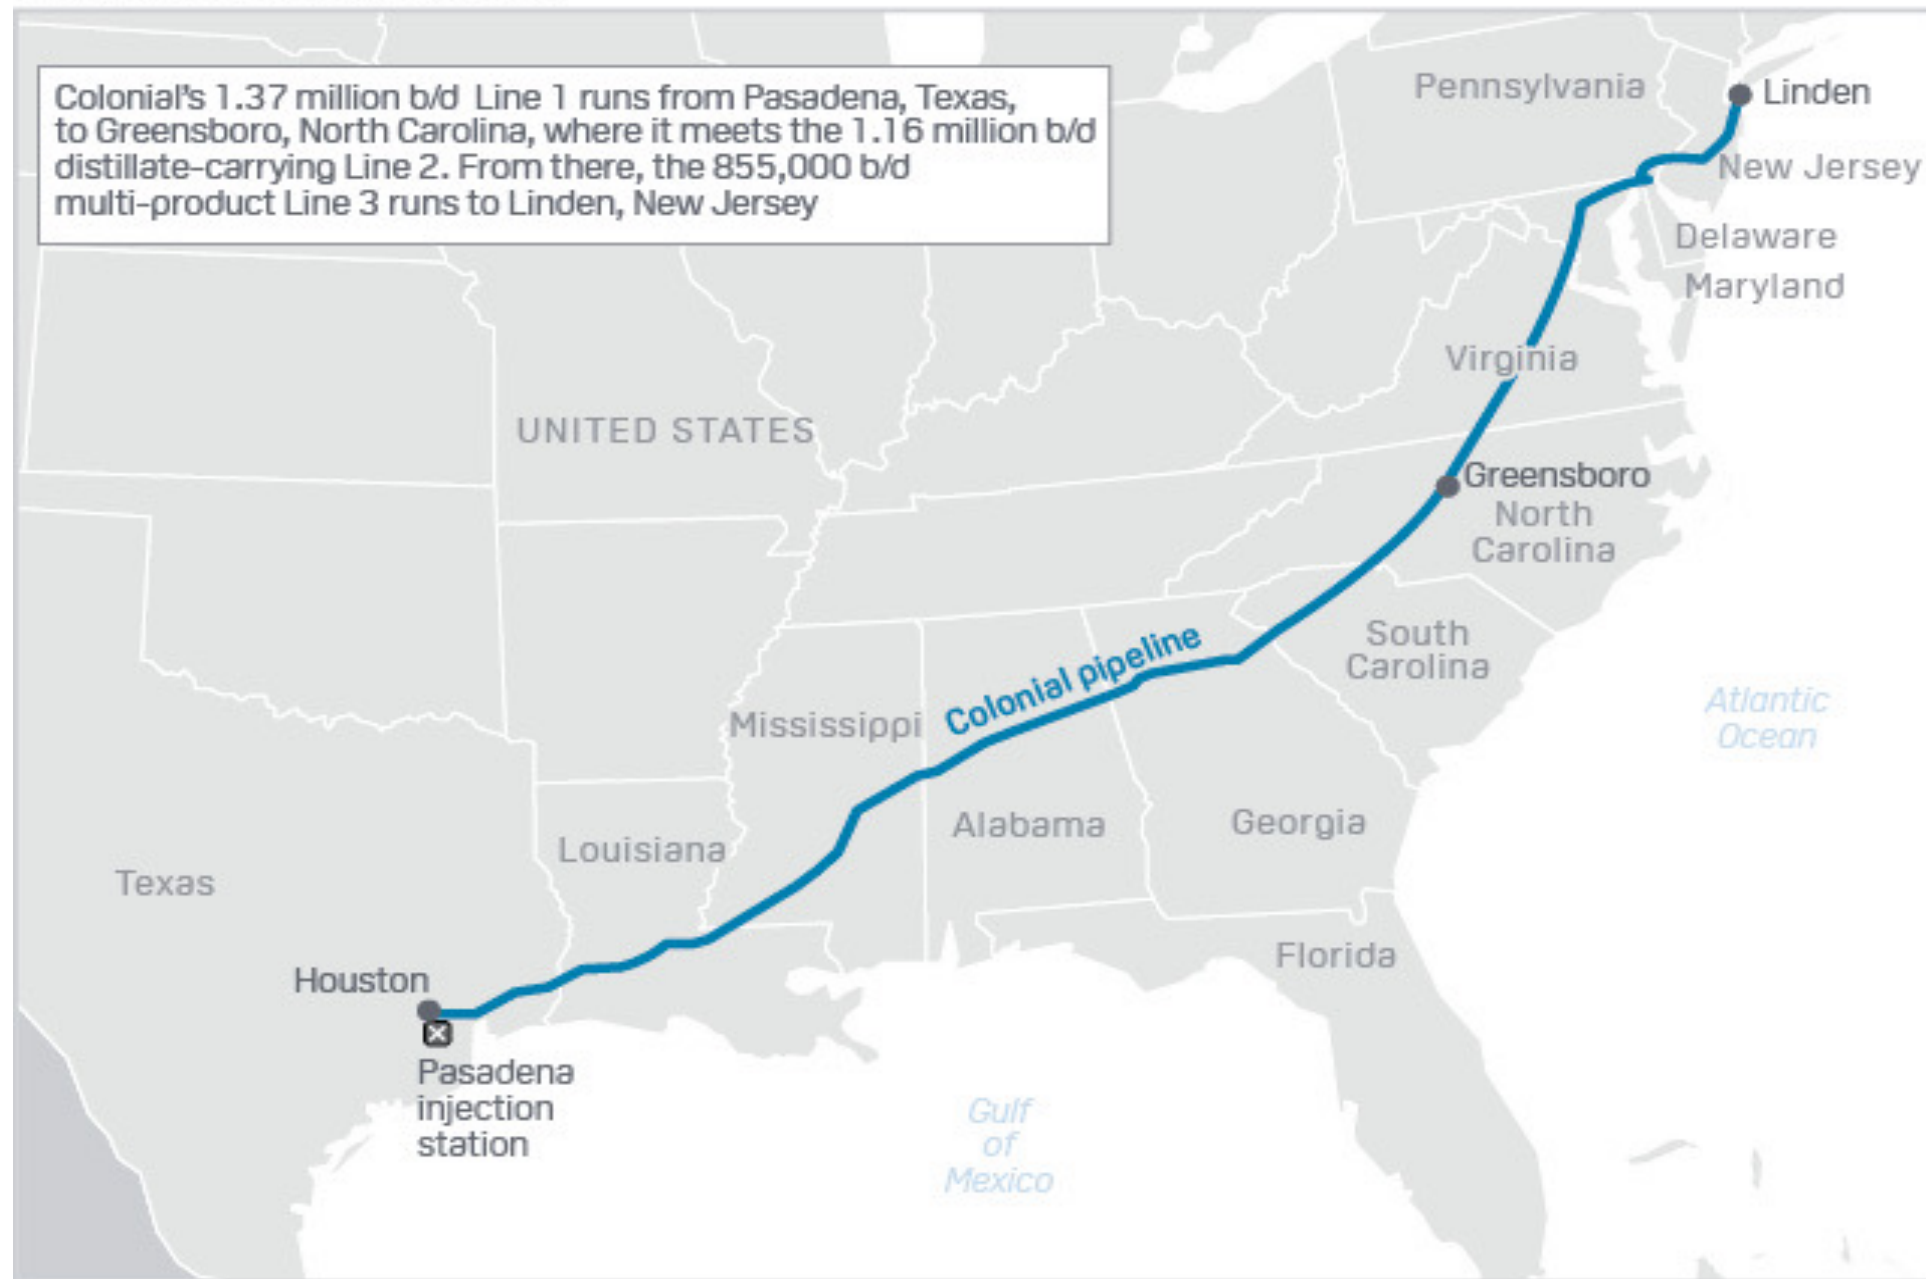 Colonial's 1.37 million b/d Line 1 runs from Pasadena, Texas,
to Greensboro, North Carolina, where it meets the 1.16 million b/d
distillate-carrying Line 2. From there, the 855,000 b/d
multi-product Line 3 runs to Linden, New Jersey
Pennsylvania
Linden
New Jersey
Delaware
Maryland
Virginia
UNITED STATES
Greensboro
North
Carolina
South
Carolina
Colonial pipeline
Mississippi
Atlantic
Ocean
Alabama
Georgia
Louisiana
Texas
Florida
Houston
Pasadena
injection
station
Gulf
of
Mexico